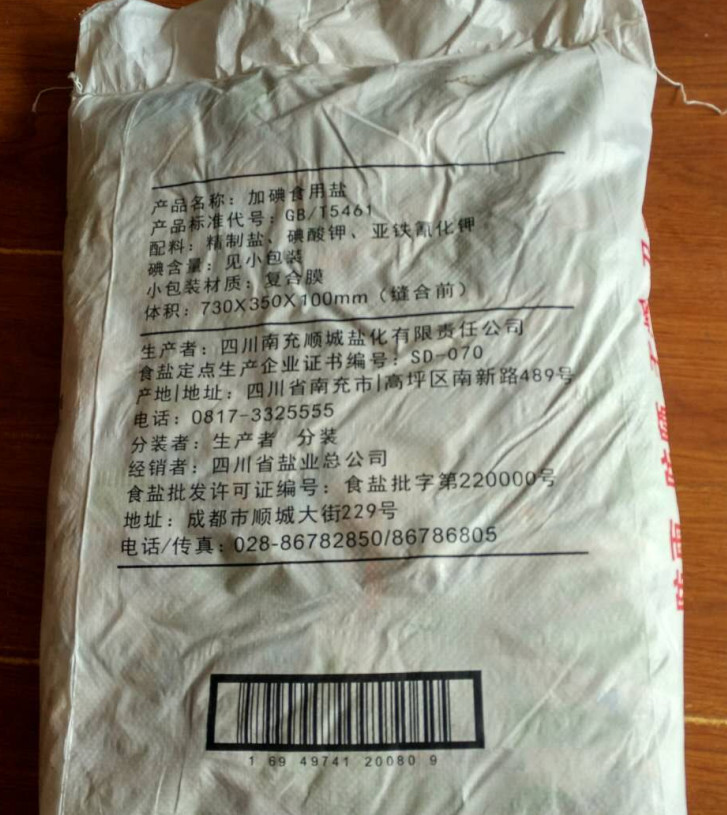 产品名称：加碘食用盐
产品标准代号：GB/T5461
配料：精制盐、碘酸钾、亚铁氰化钾
碘含量：见小包装
小包装材质：复合膜
体积：730X350X100mm（缝合前）
生产者：四川南充顺城盐化有限责任公司
食盐定点生产企业证书编号：SD-070
产地|地址：四川省南充市|高坪区南新路489号
电话：0817-3325555
分装者：生产者 分装
经销者：四川省盐业总公司
食盐批发许可证编号：食盐批字第220000号
地址：成都市顺城大街229号
电话/传真：028-86782850/86786805
1 69 49741 20080 9